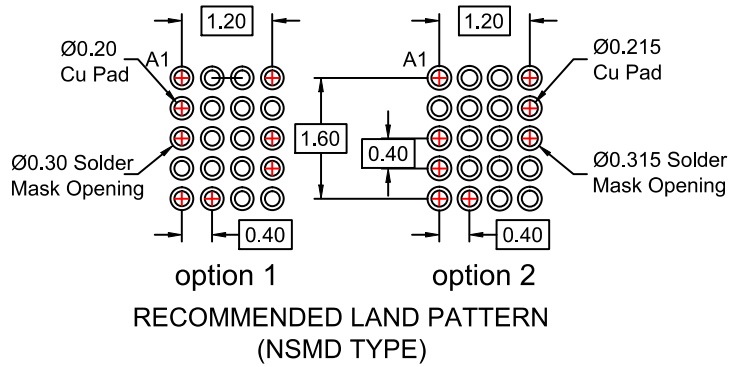 1.20
1.20
Ø0.20
Cu Pad
A1
A1
Ø0.215
Cu Pad
1.60
0.40
Ø0.30 Solder
Mask Opening
Ø0.315 Solder
Mask Opening
0.40
0.40
option 1
option 2
RECOMMENDED LAND PATTERN
(NSMD TYPE)